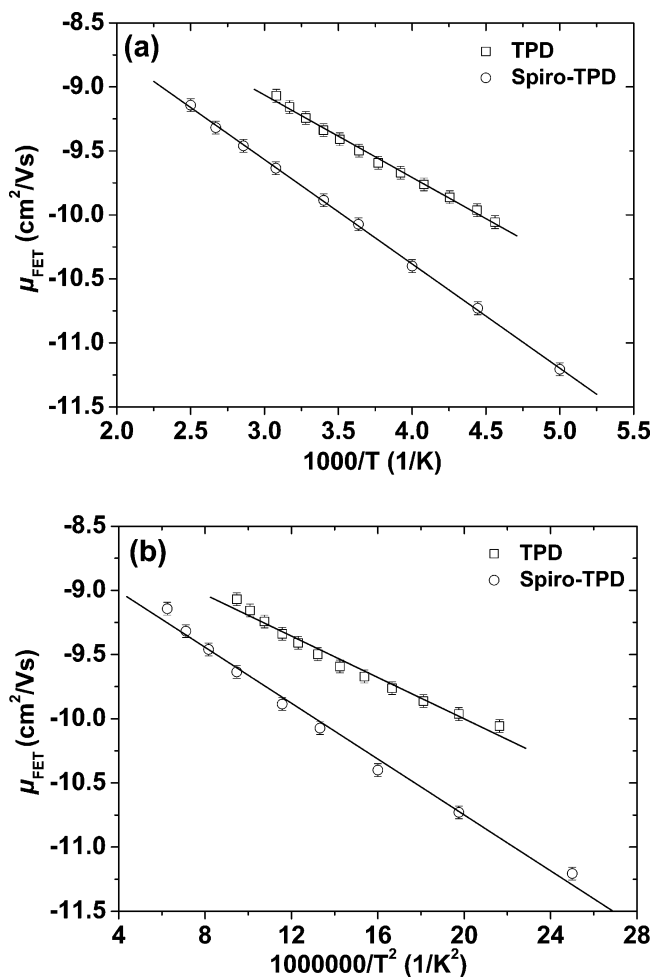 -8.5
(a)
TPD
Spiro-TPD
-9.0
-9.5
-10.0
-10.5
-11.0
-11.5
μFET (cm²/Vs)
2.0 2.5 3.0 3.5 4.0 4.5 5.0 5.5
1000/T (1/K)
-8.5
(b)
TPD
Spiro-TPD
-9.0
-9.5
-10.0
-10.5
-11.0
-11.5
μFET (cm²/Vs)
4 8 12 16 20 24 28
1000000/T² (1/K²)